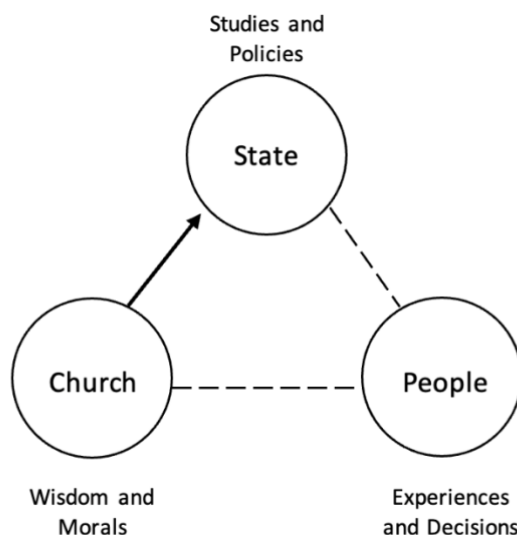 Studies and
Policies
State
Church
People
Wisdom and
Morals
Experiences
and Decisions